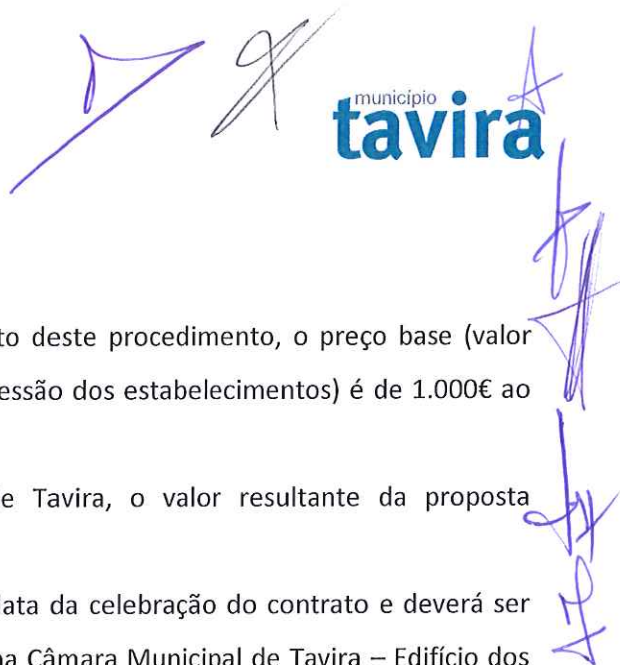 município
tavira
to deste procedimento, o preço base (valor
essão dos estabelecimentos) é de 1.000€ ao
e Tavira, o valor resultante da proposta
lata da celebração do contrato e deverá ser
na Câmara Municipal de Tavira – Edifício dos